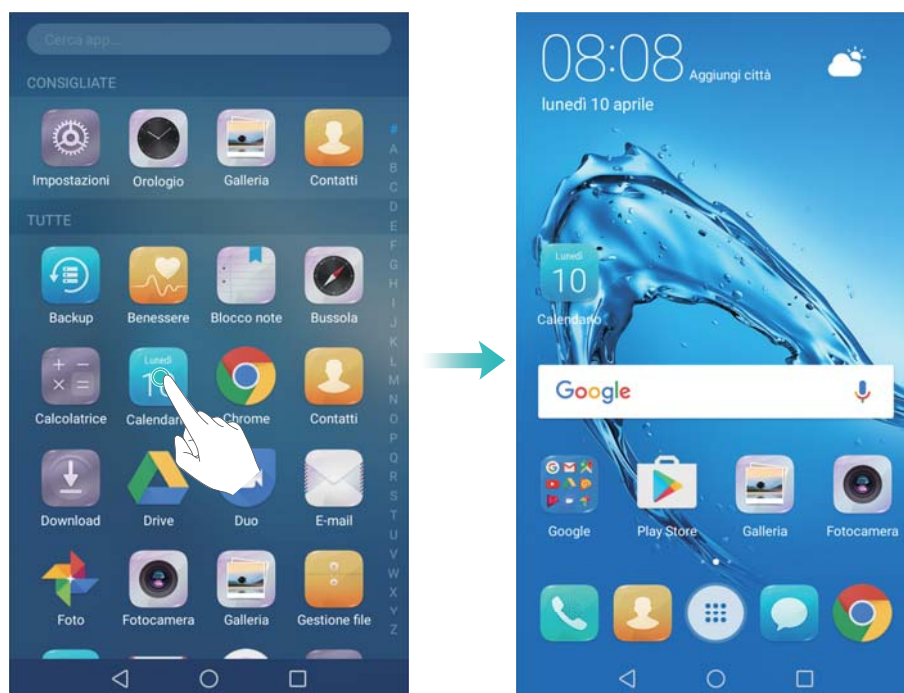 Cerca app...
CONSIGLIATE
Impostazioni Orologio Galleria Contatti
TUTTE
Backup Benessere Blocco note Bussola
Lunedì
Calcolatrice Calendario Chrome Contatti
Download Drive Duo E-mail
Foto Fotocamera Galleria Gestione file
#
A
B
C
D
E
F
G
H
I
J
K
L
M
N
O
P
Q
R
S
T
U
V
W
X
Y
Z
08:08 Aggiungi città
lunedì 10 aprile
Lunedì
10
Calendario
Google
Google Play Store Galleria Fotocamera